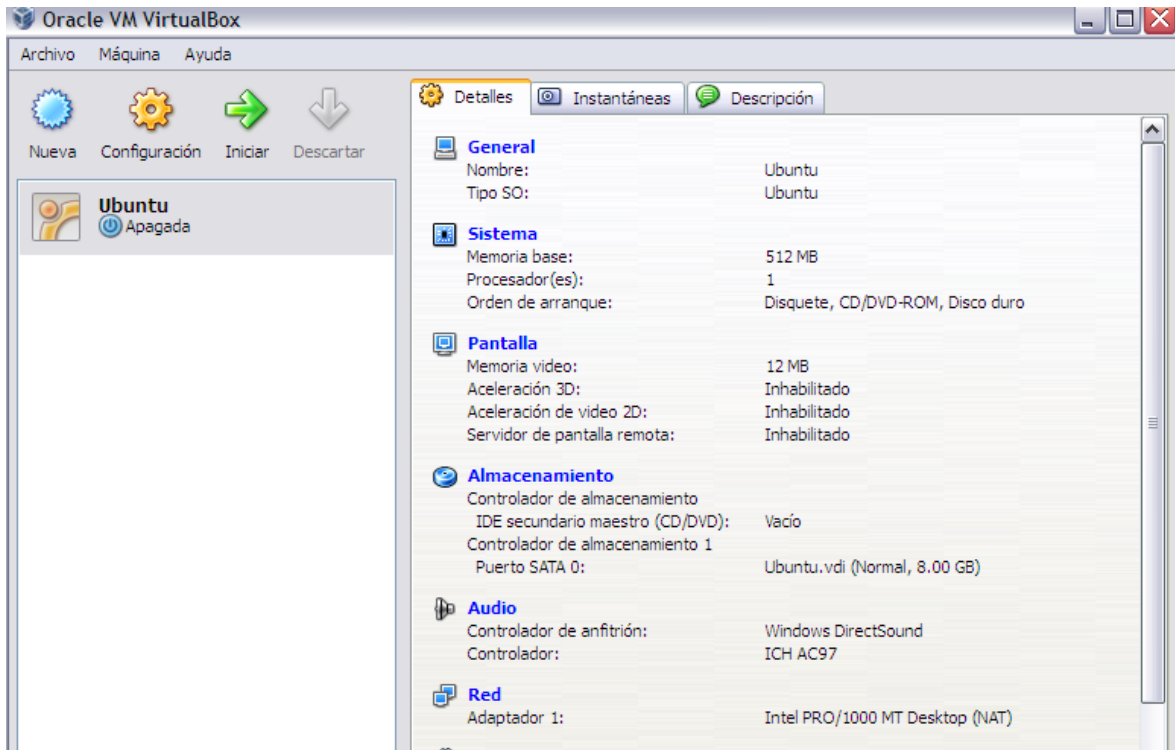 Oracle VM VirtualBox
Archivo Máquina Ayuda
Nueva Configuración Iniciar Descartar
Ubuntu
Apagada
Detalles Instantáneas Descripción
General
Nombre: Ubuntu
Tipo SO: Ubuntu
Sistema
Memoria base: 512 MB
Procesador(es): 1
Orden de arranque: Disquete, CD/DVD-ROM, Disco duro
Pantalla
Memoria video: 12 MB
Aceleración 3D: Inhabilitado
Aceleración de video 2D: Inhabilitado
Servidor de pantalla remota: Inhabilitado
Almacenamiento
Controlador de almacenamiento
IDE secundario maestro (CD/DVD): Vacío
Controlador de almacenamiento 1
Puerto SATA 0: Ubuntu.vdi (Normal, 8.00 GB)
Audio
Controlador de anfitrión: Windows DirectSound
Controlador: ICH AC97
Red
Adaptador 1: Intel PRO/1000 MT Desktop (NAT)